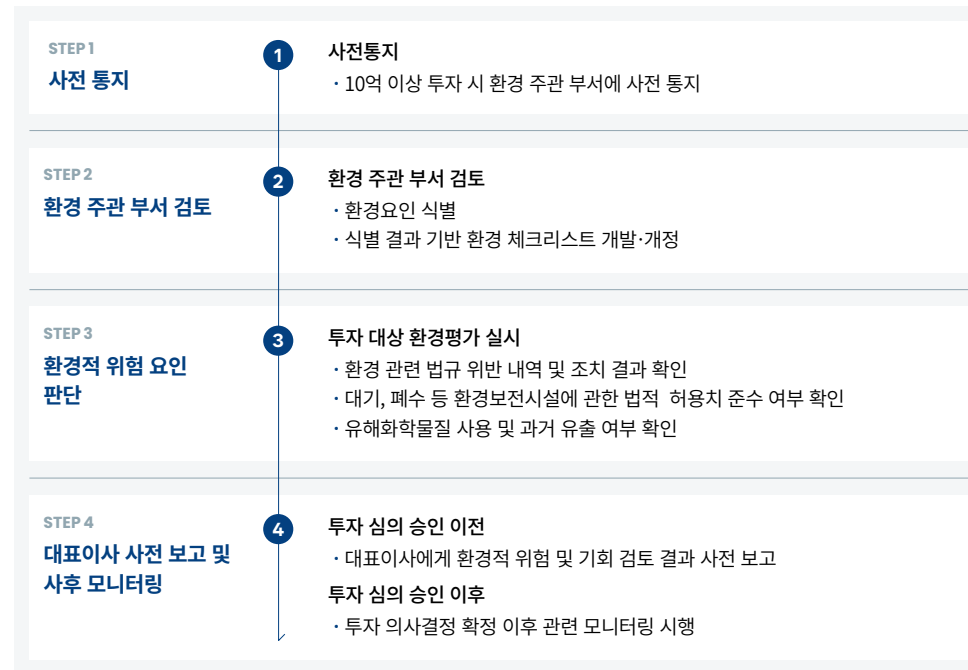 STEP 1
사전 통지
1
사전통지
· 10억 이상 투자 시 환경 주관 부서에 사전 통지
STEP 2
환경 주관 부서 검토
2
환경 주관 부서 검토
· 환경요인 식별
· 식별 결과 기반 환경 체크리스트 개발·개정
STEP 3
환경적 위험 요인
판단
3
투자 대상 환경평가 실시
· 환경 관련 법규 위반 내역 및 조치 결과 확인
· 대기, 폐수 등 환경보전시설에 관한 법적 허용치 준수 여부 확인
· 유해화학물질 사용 및 과거 유출 여부 확인
STEP 4
대표이사 사전 보고 및
사후 모니터링
4
투자 심의 승인 이전
· 대표이사에게 환경적 위험 및 기회 검토 결과 사전 보고
투자 심의 승인 이후
· 투자 의사결정 확정 이후 관련 모니터링 시행